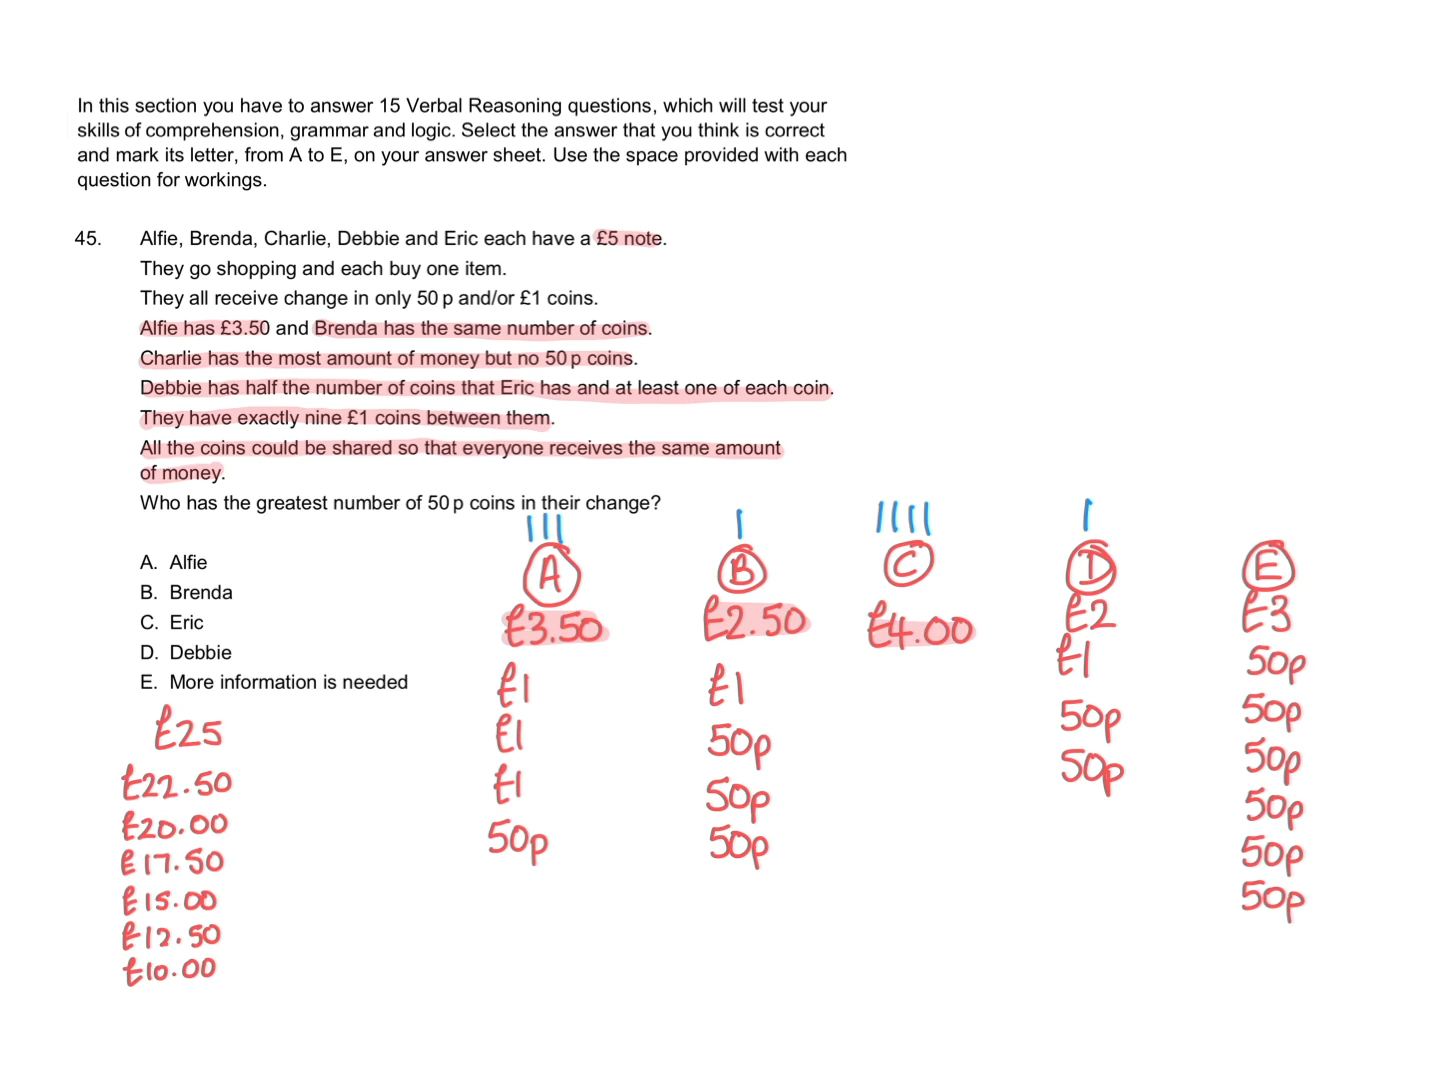 In this section you have to answer 15 Verbal Reasoning questions, which will test your
skills of comprehension, grammar and logic. Select the answer that you think is correct
and mark its letter, from A to E, on your answer sheet. Use the space provided with each
question for workings.
45. Alfie, Brenda, Charlie, Debbie and Eric each have a £5 note.
They go shopping and each buy one item.
They all receive change in only 50 p and/or £1 coins.
Alfie has £3.50 and Brenda has the same number of coins.
Charlie has the most amount of money but no 50 p coins.
Debbie has half the number of coins that Eric has and at least one of each coin.
They have exactly nine £1 coins between them.
All the coins could be shared so that everyone receives the same amount
of money.
Who has the greatest number of 50 p coins in their change?
A. Alfie
B. Brenda
C. Eric
D. Debbie
E. More information is needed
£25
£22.50
£20.00
£17.50
£15.00
£12.50
£10.00
A
£3.50
£1
£1
£1
50p
B
£2.50
£1
50p
50p
50p
C
£4.00
D
£2
£1
50p
50p
E
£3
50p
50p
50p
50p
50p
50p